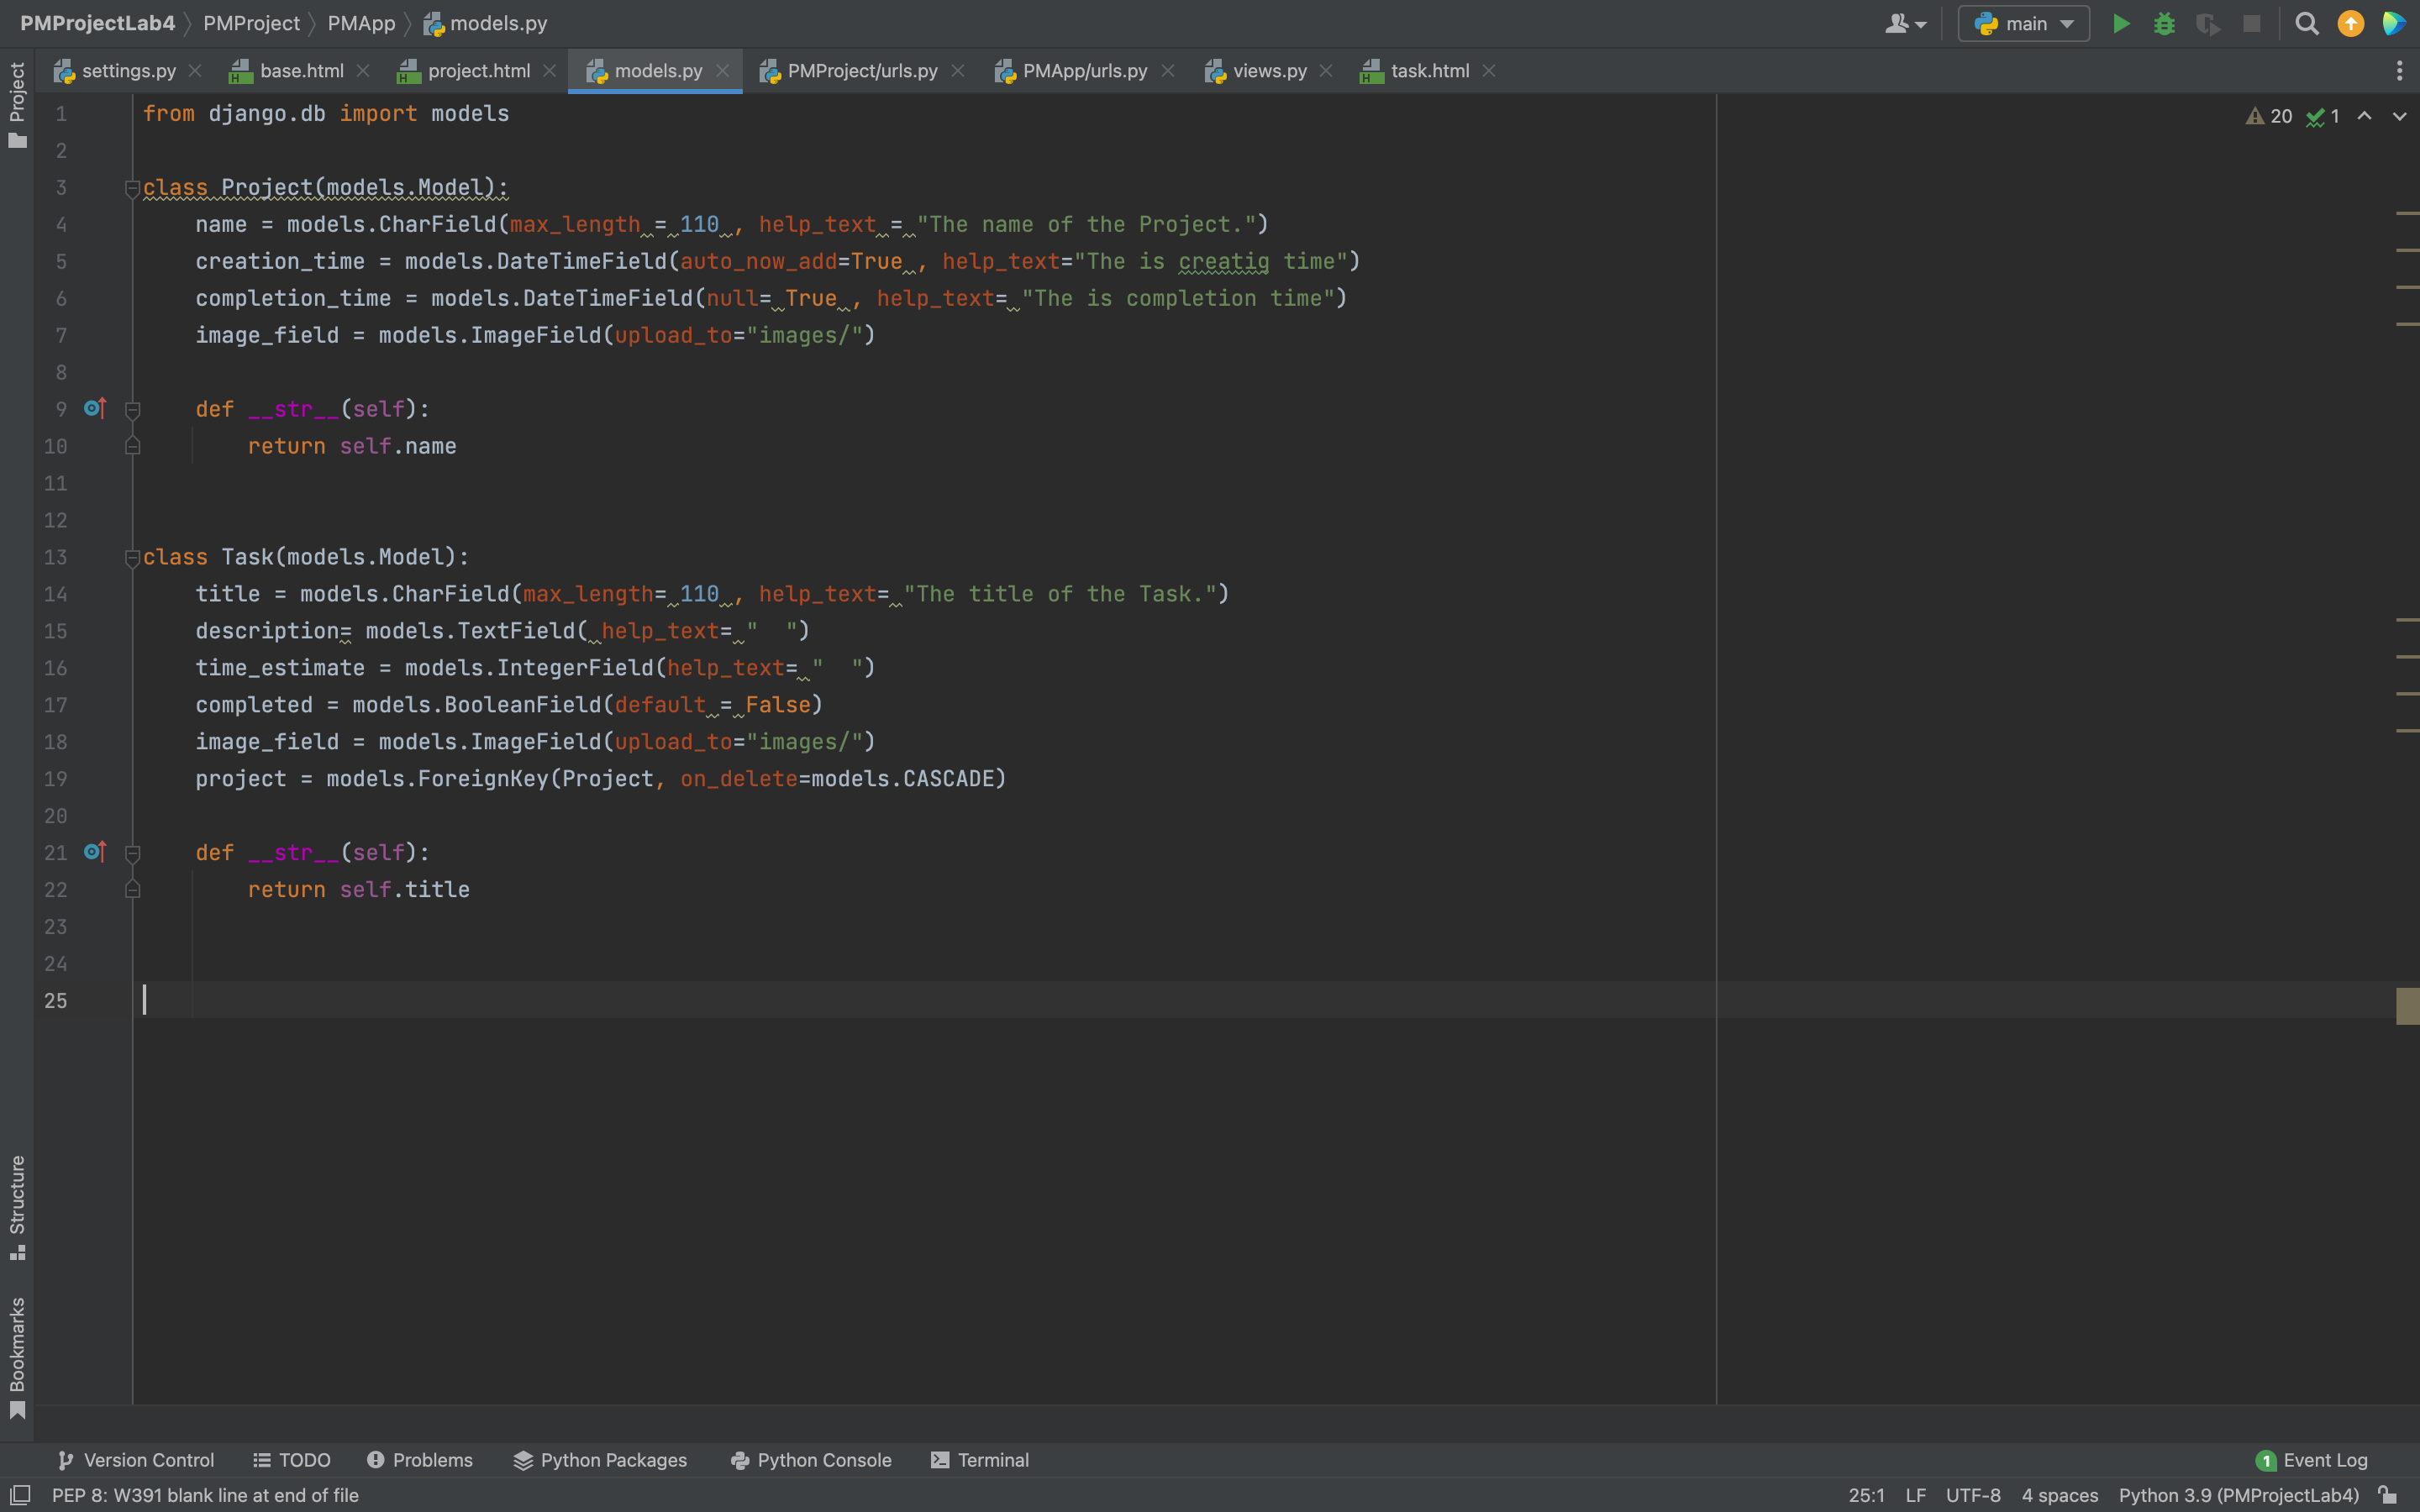 PMProjectLab4 PMProject PMApp models.py main
settings.py base.html project.html models.py PMProject/urls.py PMApp/urls.py views.py task.html
Project
20 1
1 from django.db import models
2
3 class Project(models.Model):
4 name = models.CharField(max_length = 110 , help_text = "The name of the Project.")
5 creation_time = models.DateTimeField(auto_now_add=True , help_text="The is creatig time")
6 completion_time = models.DateTimeField(null= True , help_text= "The is completion time")
7 image_field = models.ImageField(upload_to="images/")
8
9 def __str__(self):
10 return self.name
11
12
13 class Task(models.Model):
14 title = models.CharField(max_length= 110 , help_text= "The title of the Task.")
15 description= models.TextField( help_text= "  ")
16 time_estimate = models.IntegerField(help_text= "  ")
17 completed = models.BooleanField(default = False)
18 image_field = models.ImageField(upload_to="images/")
19 project = models.ForeignKey(Project, on_delete=models.CASCADE)
20
21 def __str__(self):
22 return self.title
23
24
25
Structure
Bookmarks
Version Control TODO Problems Python Packages Python Console Terminal 1 Event Log
PEP 8: W391 blank line at end of file 25:1 LF UTF-8 4 spaces Python 3.9 (PMProjectLab4)